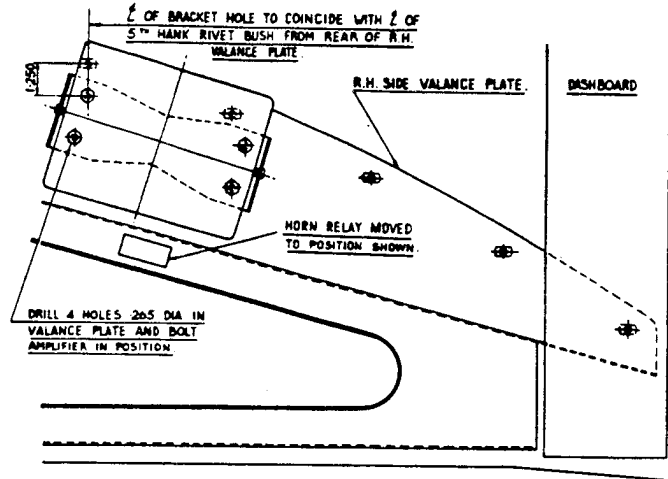 ℄ OF BRACKET HOLE TO COINCIDE WITH ℄ OF
5TH HANK RIVET BUSH FROM REAR OF R.H.
VALANCE PLATE
1·250
R.H. SIDE VALANCE PLATE.
DASHBOARD
HORN RELAY MOVED
TO POSITION SHOWN.
DRILL 4 HOLES ·265 DIA IN
VALANCE PLATE AND BOLT
AMPLIFIER IN POSITION